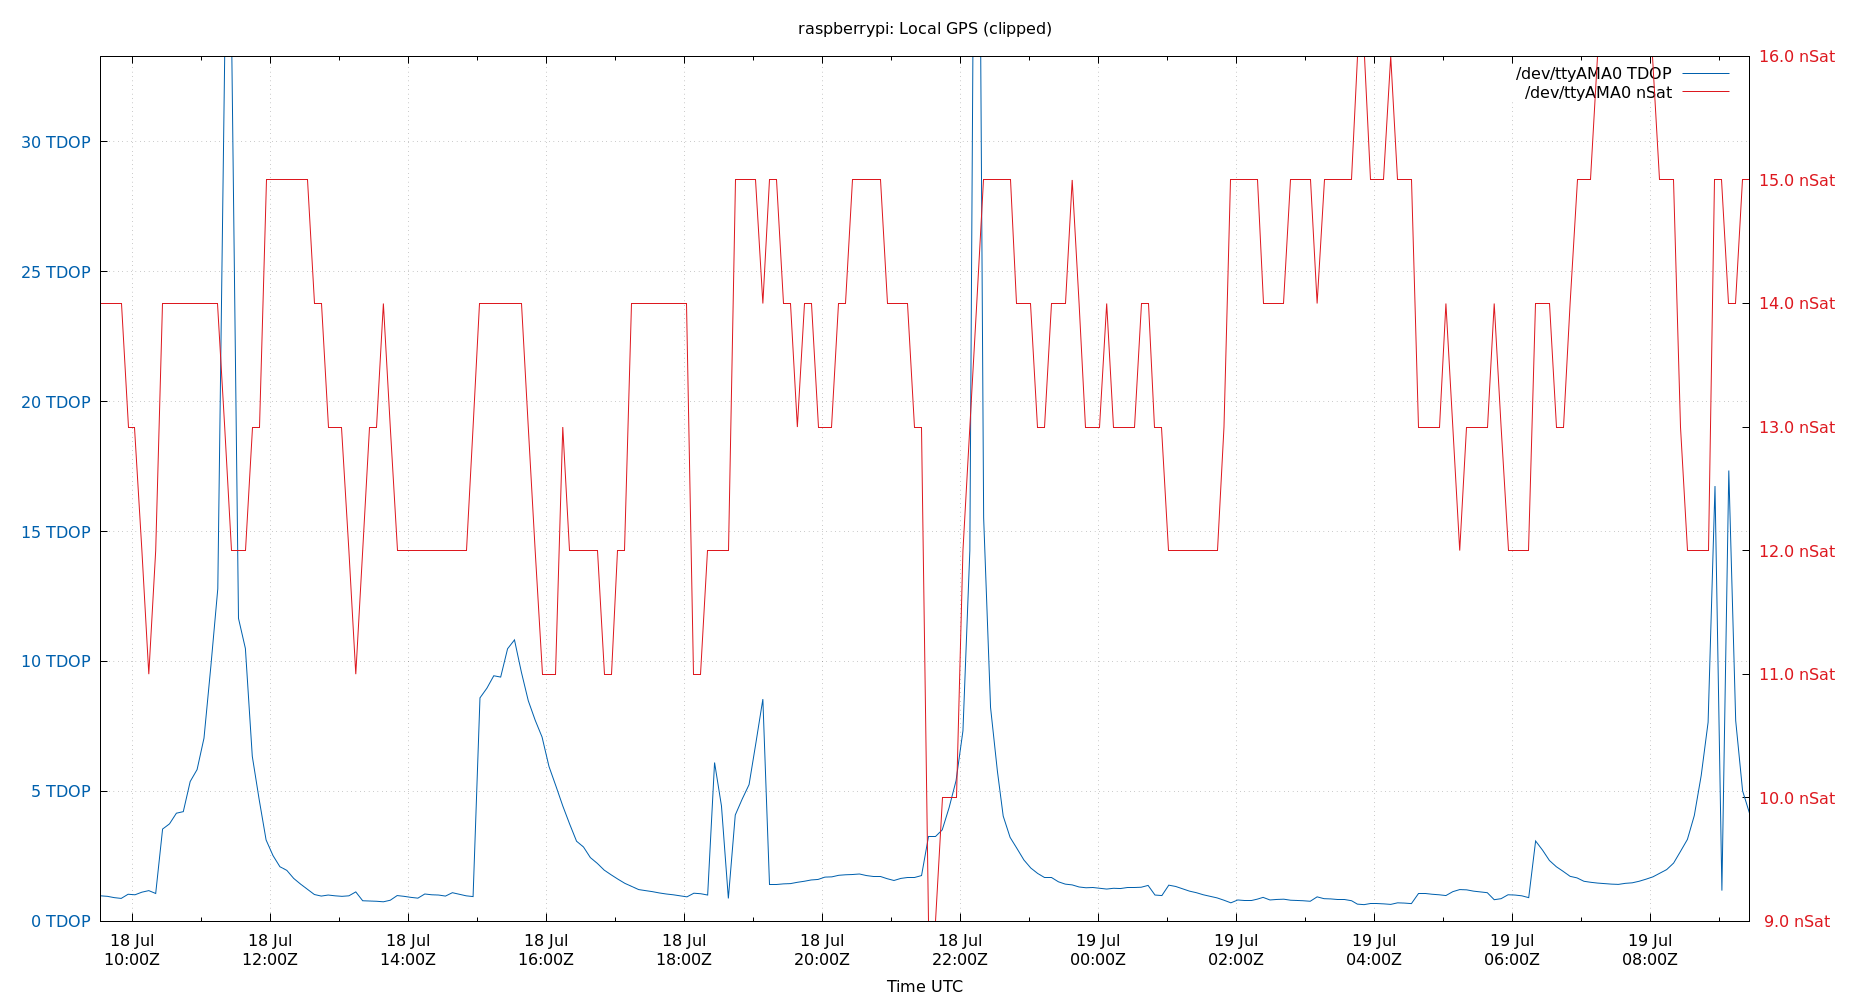 raspberrypi: Local GPS (clipped)
16.0 nSat
/dev/ttyAMA0 TDOP
/dev/ttyAMA0 nSat
30 TDOP
15.0 nSat
25 TDOP
14.0 nSat
20 TDOP
13.0 nSat
15 TDOP
12.0 nSat
10 TDOP
11.0 nSat
5 TDOP
10.0 nSat
0 TDOP
9.0 nSat
18 Jul
10:00Z
18 Jul
12:00Z
18 Jul
14:00Z
18 Jul
16:00Z
18 Jul
18:00Z
18 Jul
20:00Z
18 Jul
22:00Z
19 Jul
00:00Z
19 Jul
02:00Z
19 Jul
04:00Z
19 Jul
06:00Z
19 Jul
08:00Z
Time UTC